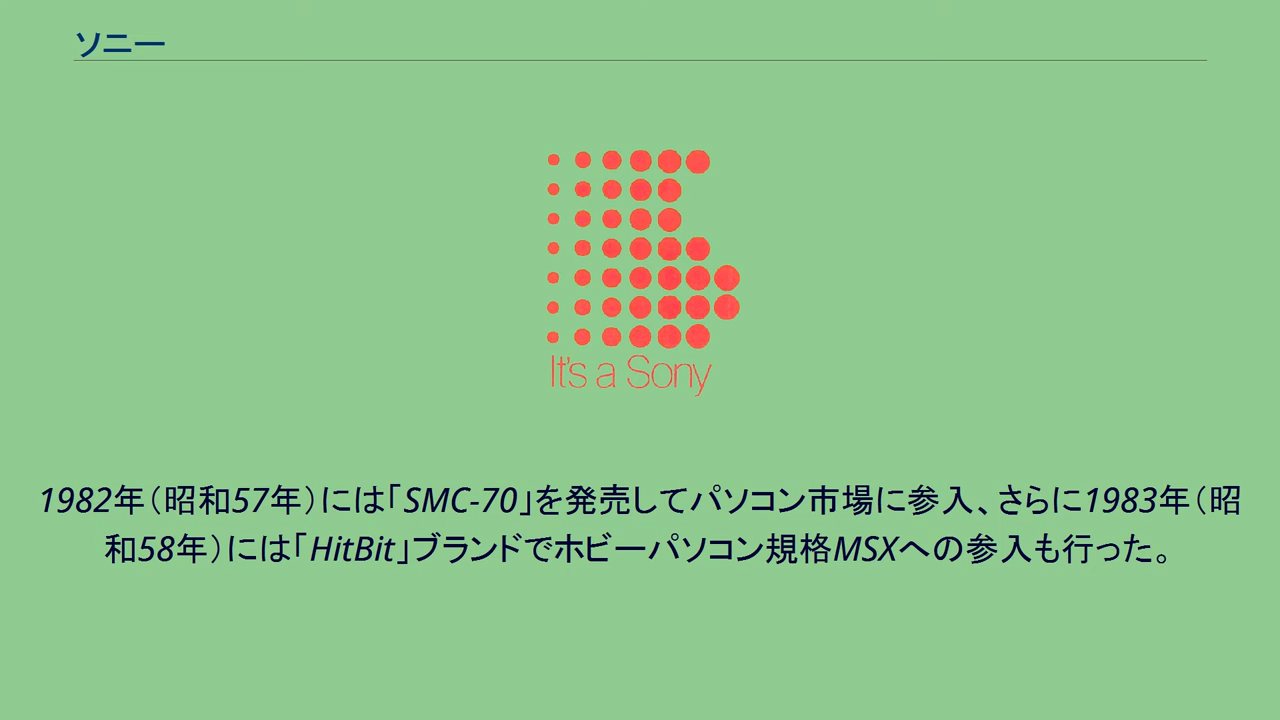 ソニー
It's a Sony
1982年（昭和57年）には｢SMC-70｣を発売してパソコン市場に参入、さらに1983年（昭
和58年）には｢HitBit｣ブランドでホビーパソコン規格MSXへの参入も行った。